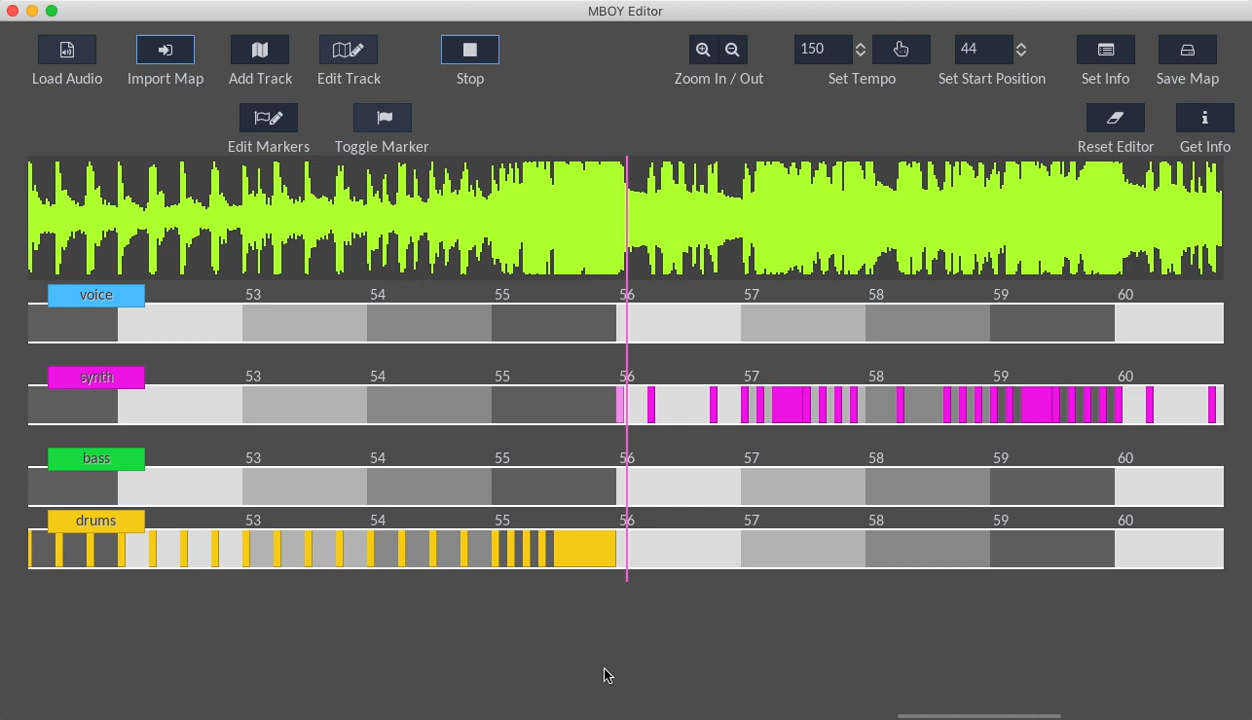 MBOY Editor
150
44
Load Audio Import Map Add Track Edit Track Stop Zoom In / Out Set Tempo Set Start Position Set Info Save Map
Edit Markers Toggle Marker Reset Editor Get Info
voice 53 54 55 56 57 58 59 60
synth 53 54 55 56 57 58 59 60
bass 53 54 55 56 57 58 59 60
drums 53 54 55 56 57 58 59 60